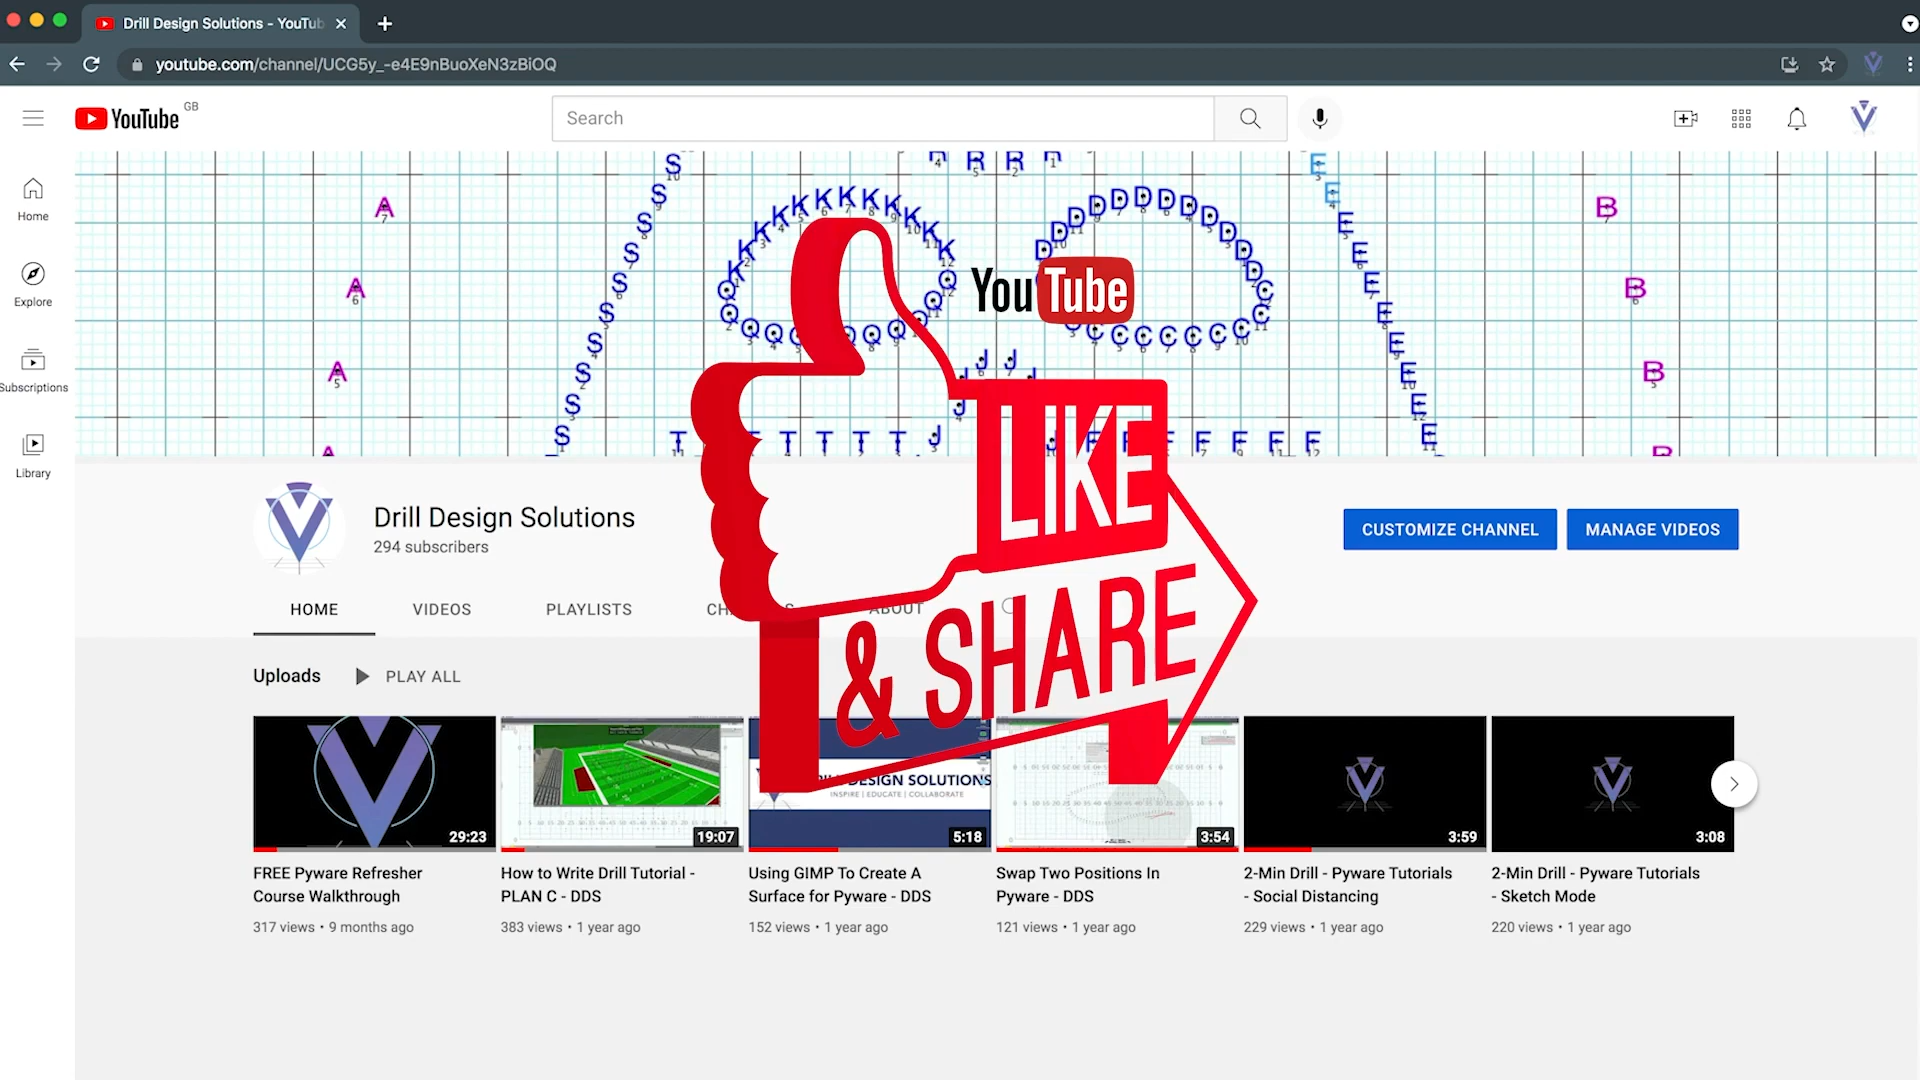 Drill Design Solutions - YouTub
youtube.com/channel/UCG5y_-e4E9nBuoXeN3zBiOQ
YouTube GB
Search
Home
Explore
Subscriptions
Library
You Tube
LIKE
& SHARE
Drill Design Solutions
294 subscribers
CUSTOMIZE CHANNEL
MANAGE VIDEOS
HOME VIDEOS PLAYLISTS ABOUT
Uploads PLAY ALL
29:23
19:07
DESIGN SOLUTIONS
INSPIRE | EDUCATE | COLLABORATE
5:18
3:54
3:59
3:08
FREE Pyware Refresher
Course Walkthrough
317 views • 9 months ago
How to Write Drill Tutorial -
PLAN C - DDS
383 views • 1 year ago
Using GIMP To Create A
Surface for Pyware - DDS
152 views • 1 year ago
Swap Two Positions In
Pyware - DDS
121 views • 1 year ago
2-Min Drill - Pyware Tutorials
- Social Distancing
229 views • 1 year ago
2-Min Drill - Pyware Tutorials
- Sketch Mode
220 views • 1 year ago